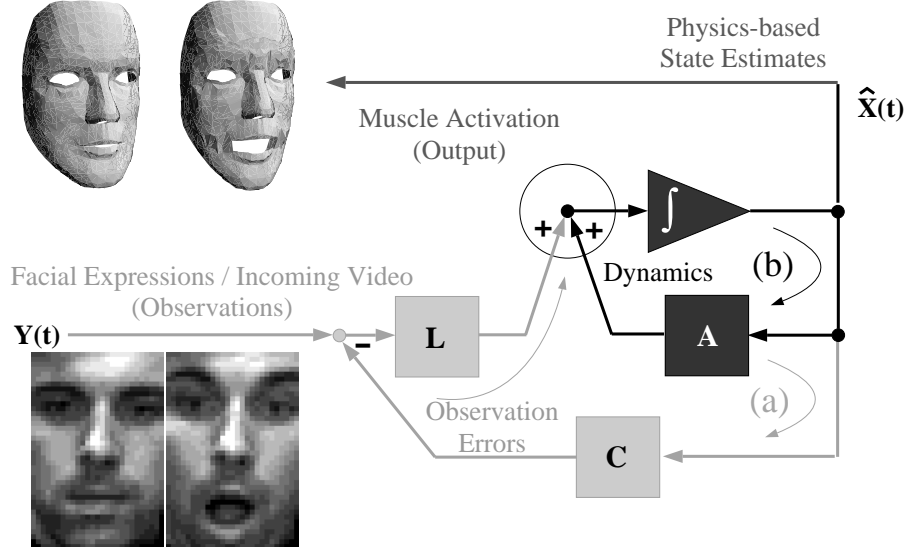 Physics-based
State Estimates
X̂(t)
Muscle Activation
(Output)
∫
+ +
Dynamics
(b)
Facial Expressions / Incoming Video
(Observations)
Y(t)
-
L
A
(a)
Observation
Errors
C